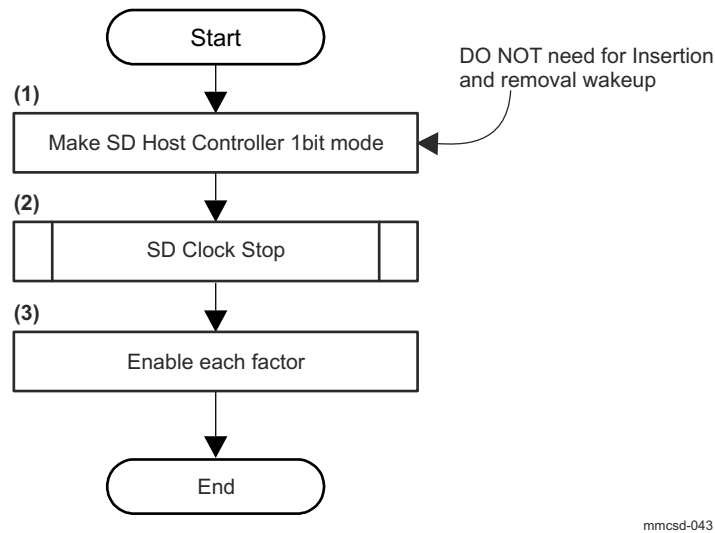 Start
DO NOT need for Insertion
and removal wakeup
(1)
Make SD Host Controller 1bit mode
(2)
SD Clock Stop
(3)
Enable each factor
End
mmcsd-043